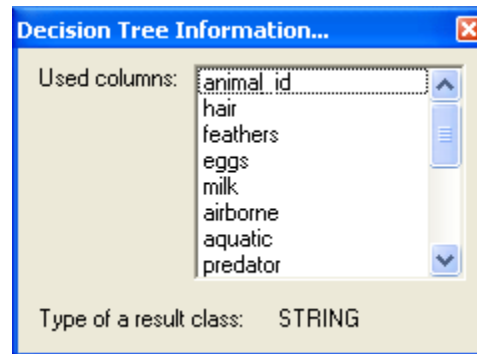 Decision Tree Information...
Used columns:
animal_id
hair
feathers
eggs
milk
airborne
aquatic
predator
Type of a result class: STRING